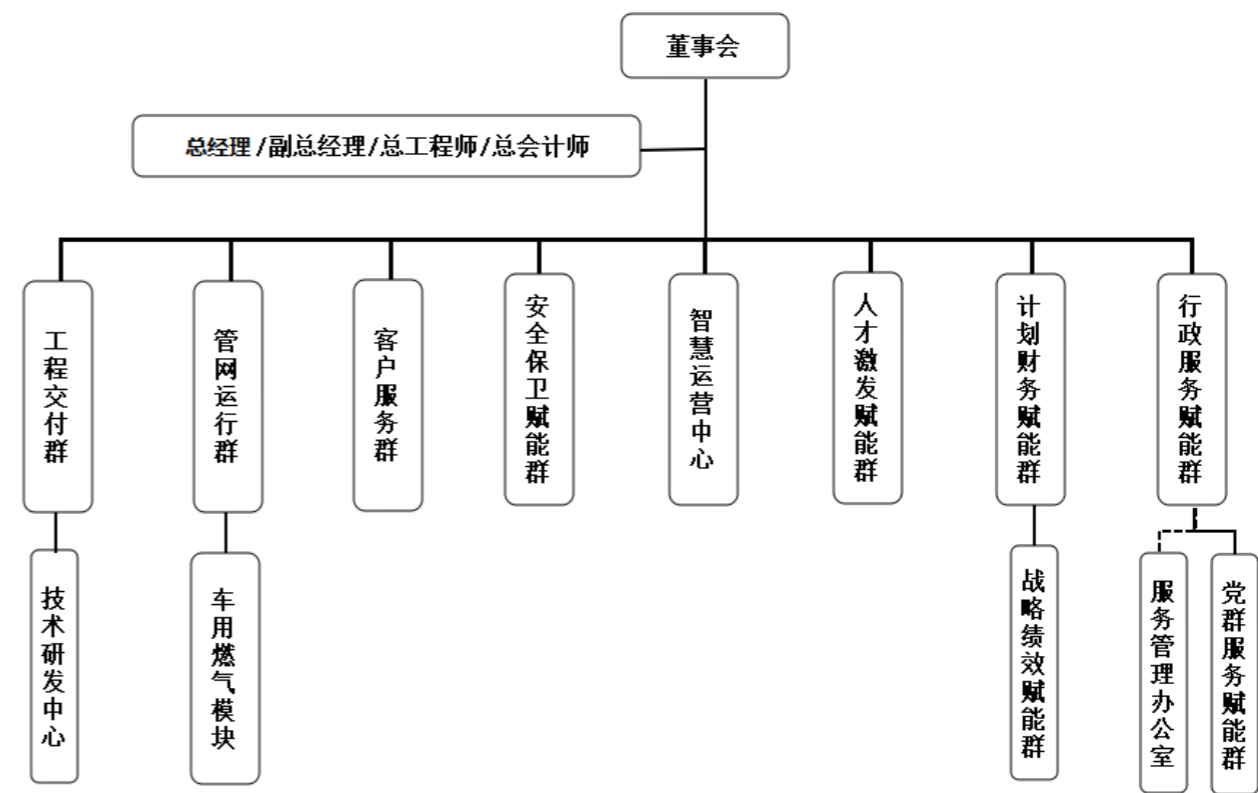 董事会
总经理/副总经理/总工程师/总会计师
工程交付群
管网运行群
客户服务群
安全保卫赋能群
智慧运营中心
人才激发赋能群
计划财务赋能群
行政服务赋能群
技术研发中心
车用燃气模块
战略绩效赋能群
服务管理办公室
党群服务赋能群